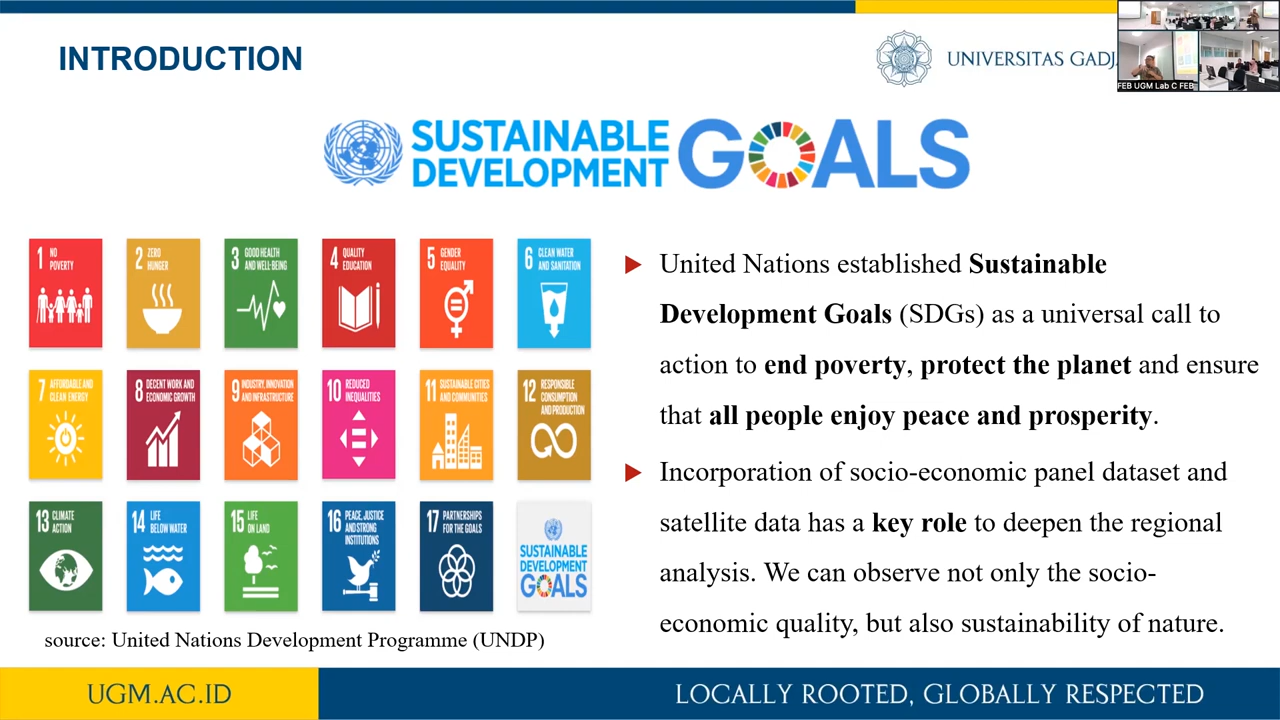 INTRODUCTION
UNIVERSITAS GADJA
FEB UGM Lab C FEB
SUSTAINABLE
DEVELOPMENT
GOALS
1 NO
POVERTY
2 ZERO
HUNGER
3 GOOD HEALTH
AND WELL-BEING
4 QUALITY
EDUCATION
5 GENDER
EQUALITY
6 CLEAN WATER
AND SANITATION
7 AFFORDABLE AND
CLEAN ENERGY
8 DECENT WORK AND
ECONOMIC GROWTH
9 INDUSTRY, INNOVATION
AND INFRASTRUCTURE
10 REDUCED
INEQUALITIES
11 SUSTAINABLE CITIES
AND COMMUNITIES
12 RESPONSIBLE
CONSUMPTION
AND PRODUCTION
13 CLIMATE
ACTION
14 LIFE
BELOW WATER
15 LIFE
ON LAND
16 PEACE, JUSTICE
AND STRONG
INSTITUTIONS
17 PARTNERSHIPS
FOR THE GOALS
SUSTAINABLE
DEVELOPMENT
GOALS
source: United Nations Development Programme (UNDP)
United Nations established Sustainable
Development Goals (SDGs) as a universal call to
action to end poverty, protect the planet and ensure
that all people enjoy peace and prosperity.
Incorporation of socio-economic panel dataset and
satellite data has a key role to deepen the regional
analysis. We can observe not only the socio-
economic quality, but also sustainability of nature.
UGM.AC.ID
LOCALLY ROOTED, GLOBALLY RESPECTED